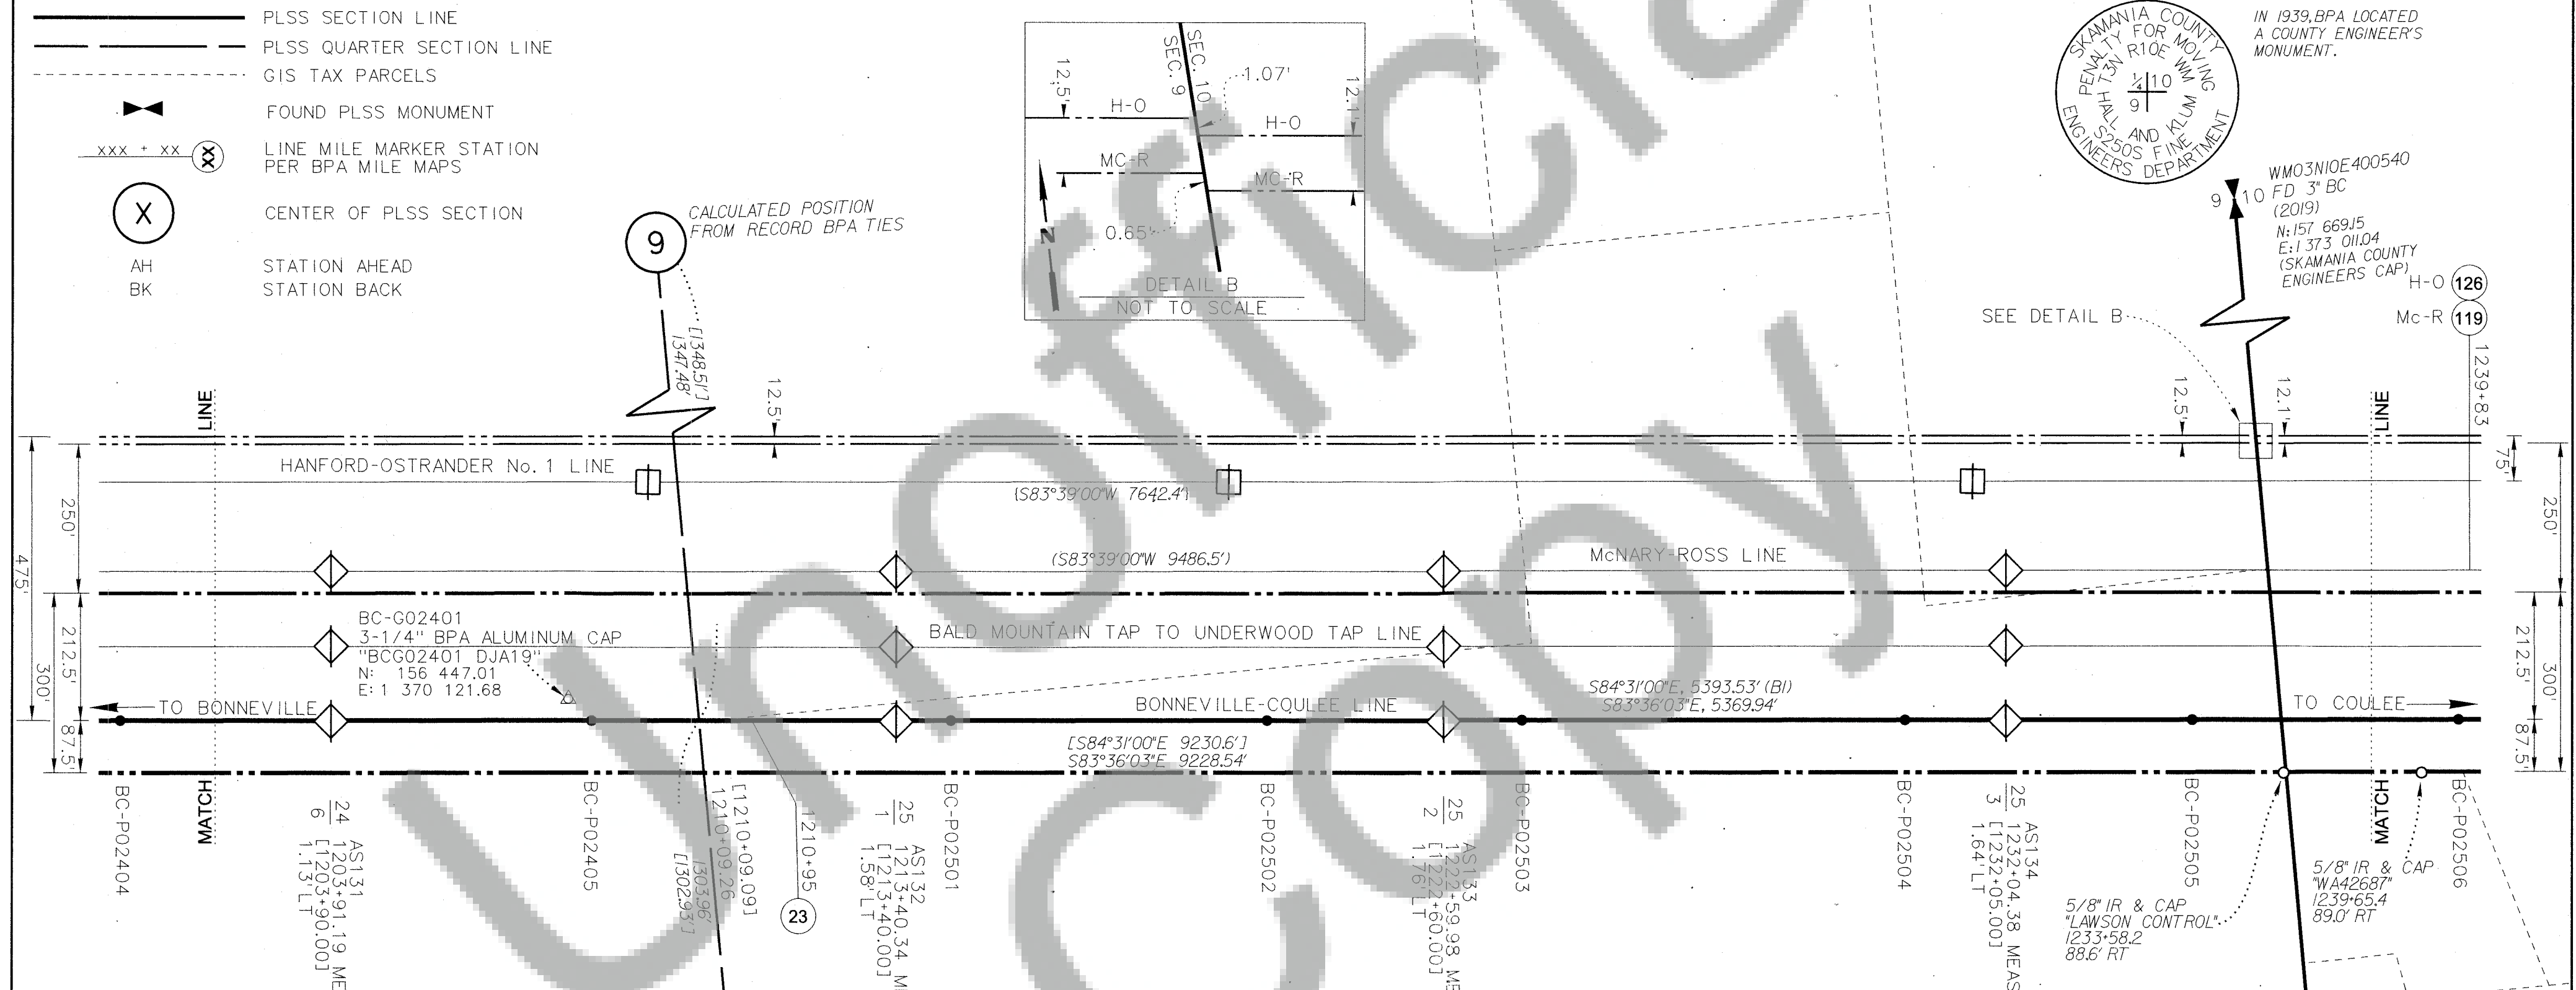 PLSS SECTION LINE
PLSS QUARTER SECTION LINE
GIS TAX PARCELS
FOUND PLSS MONUMENT
XXX + XX XX
LINE MILE MARKER STATION
PER BPA MILE MAPS
X
CENTER OF PLSS SECTION
AH STATION AHEAD
BK STATION BACK
9
CALCULATED POSITION
FROM RECORD BPA TIES
[1348.51']
1347.48'
SEC. 10
SEC. 9
12.5'
1.07'
12.1'
H-O
H-O
MC-R
MC-R
0.65'
N
DETAIL B
NOT TO SCALE
SKAMANIA COUNTY
PENALTY FOR MOVING
T3N R10E WM
1/4 10
9
HALL AND KLUM
S250S FINE
ENGINEERS DEPARTMENT
IN 1939, BPA LOCATED
A COUNTY ENGINEER'S
MONUMENT.
9 10
WM03N10E400540
FD 3" BC
(2019)
N: 157 669.15
E: 1 373 011.04
(SKAMANIA COUNTY
ENGINEERS CAP)
H-O 126
Mc-R 119
SEE DETAIL B
1239+83
LINE
12.5'
12.5'
12.1'
LINE
75'
HANFORD-OSTRANDER No. 1 LINE
(S83°39'00"W 7642.4')
475'
250'
250'
(S83°39'00"W 9486.5')
McNARY-ROSS LINE
BC-G02401
3-1/4" BPA ALUMINUM CAP
"BCG02401 DJA19"
N: 156 447.01
E: 1 370 121.68
BALD MOUNTAIN TAP TO UNDERWOOD TAP LINE
300'
212.5'
212.5'
300'
TO BONNEVILLE
BONNEVILLE-COULEE LINE
S84°31'00"E, 5393.53' (B1)
S83°36'03"E, 5369.94'
TO COULEE
87.5'
87.5'
[S84°31'00"E 9230.6']
S83°36'03"E 9228.54'
BC-P02404
MATCH
24
6
AS131
1203+91.19 ME
[1203+90.00]
1.13' LT
BC-P02405
[1210+09.09]
1210+09.26
1303.96'
[1302.93']
1210+95
23
25
1
AS132
1213+40.34 M
[1213+40.00]
1.58' LT
BC-P02501
BC-P02502
25
2
AS133
1222+59.98 ME
[1222+60.00]
1.76' LT
BC-P02503
BC-P02504
25
3
AS134
1232+04.38 MEAS
[1232+05.00]
1.64' LT
BC-P02505
MATCH
BC-P02506
5/8" IR & CAP
"LAWSON CONTROL"
1233+58.2
88.6' RT
5/8" IR & CAP
"WA42687"
1239+65.4
89.0' RT
Unofficial
Copy